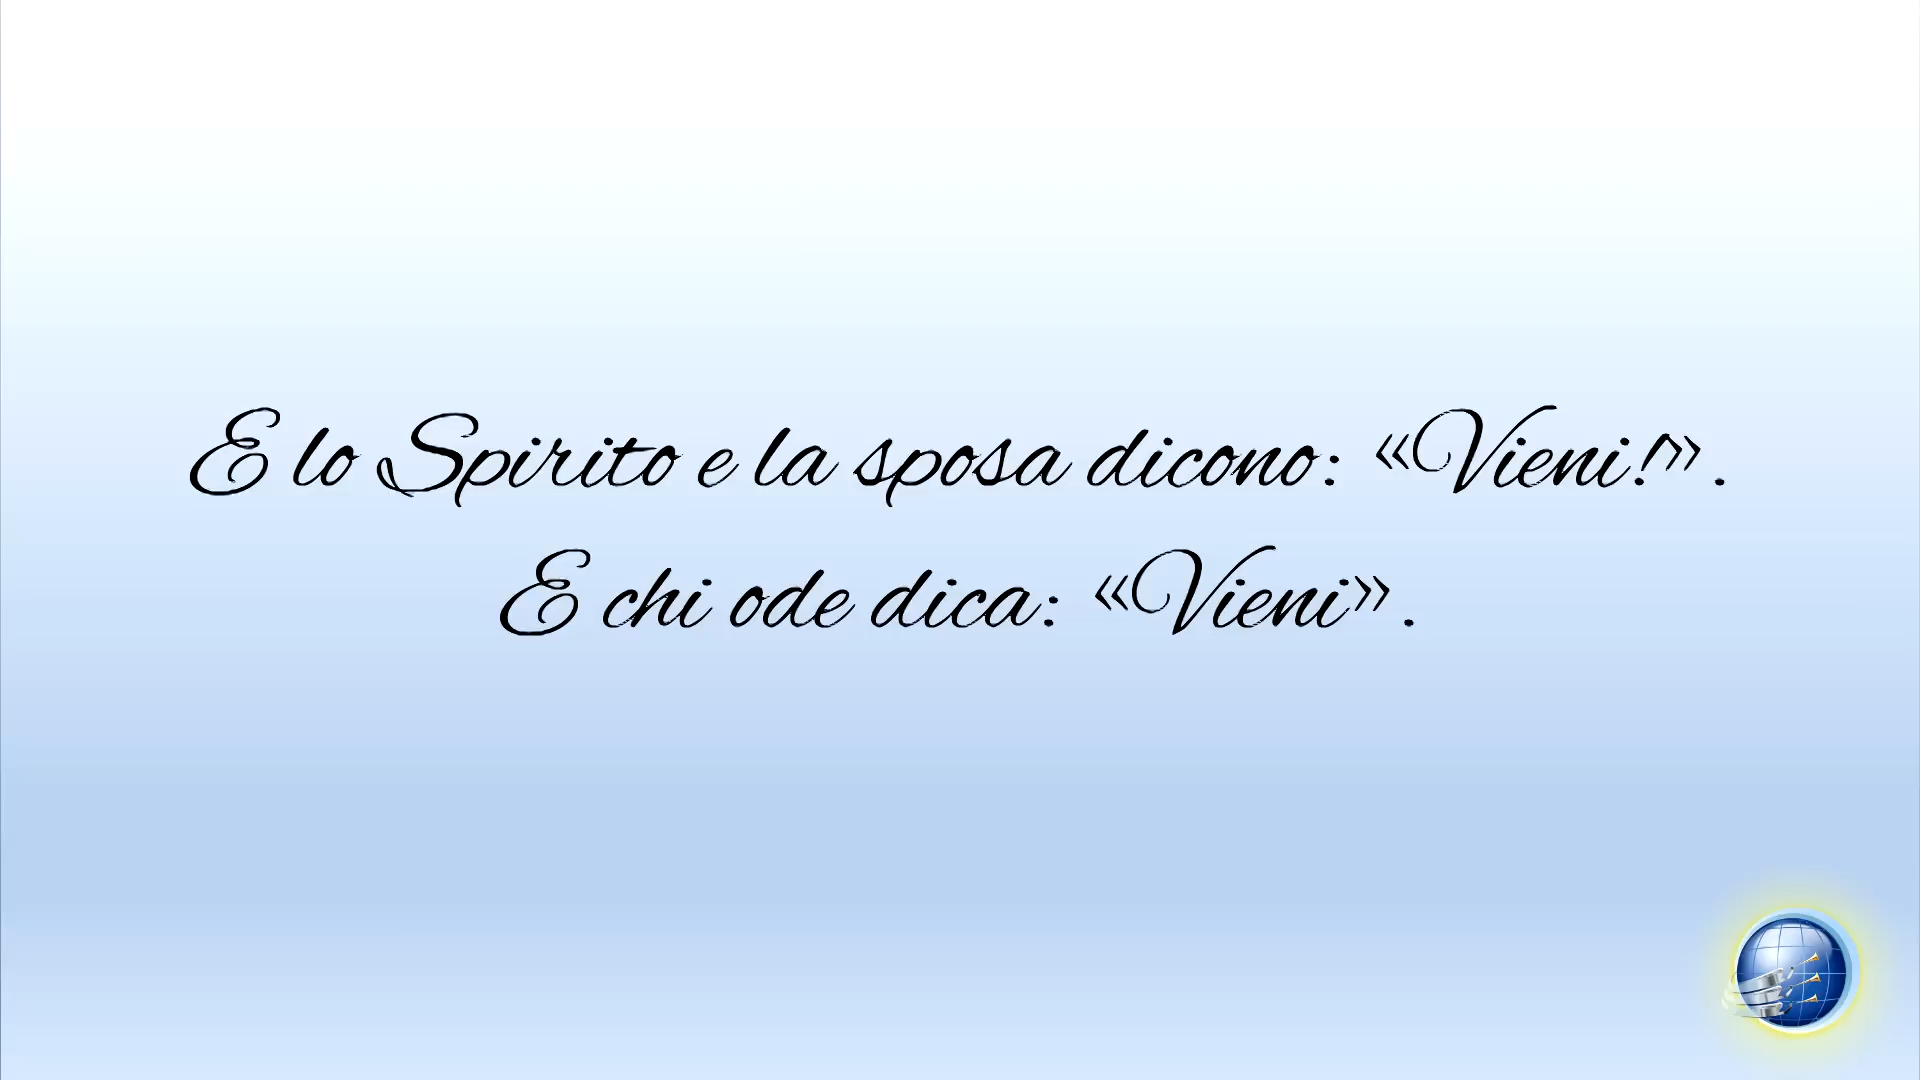 E lo Spirito e la sposa dicono: «Vieni!».
E chi ode dica: «Vieni».